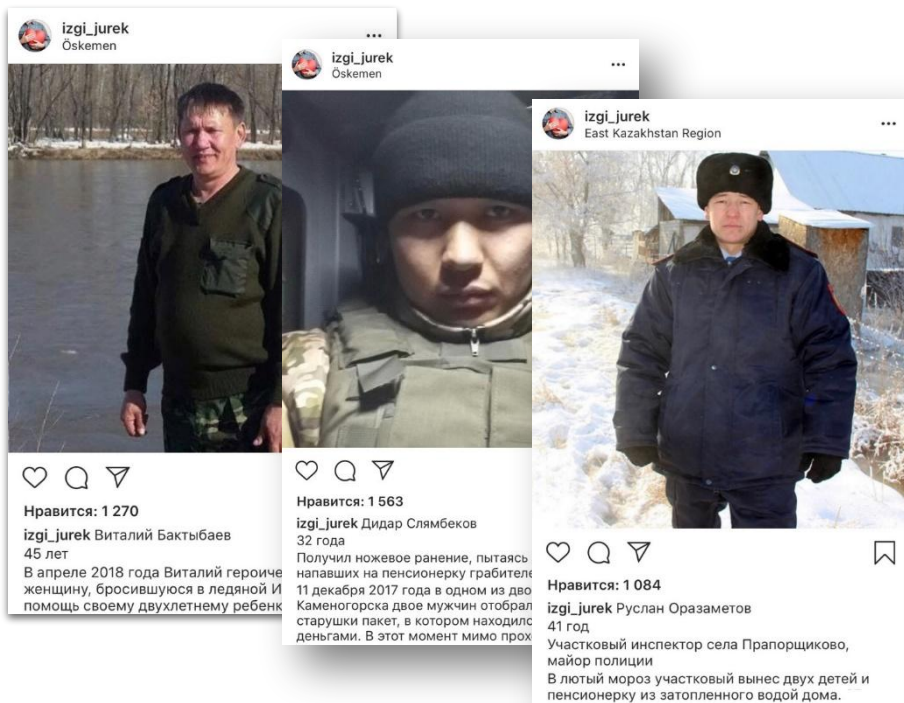 izgi_jurek
Öskemen
Нравится: 1 270
izgi_jurek Виталий Бактыбаев
45 лет
В апреле 2018 года Виталий героиче
женщину, бросившуюся в ледяной И
помощь своему двухлетнему ребенк
izgi_jurek
Öskemen
Нравится: 1 563
izgi_jurek Дидар Слямбеков
32 года
Получил ножевое ранение, пытаясь
напавших на пенсионерку грабителе
11 декабря 2017 года в одном из дво
Каменогорска двое мужчин отобрал
старушки пакет, в котором находилс
деньгами. В этот момент мимо прох
izgi_jurek
East Kazakhstan Region
Нравится: 1 084
izgi_jurek Руслан Оразаметов
41 год
Участковый инспектор села Прапорщиково,
майор полиции
В лютый мороз участковый вынес двух детей и
пенсионерку из затопленного водой дома.